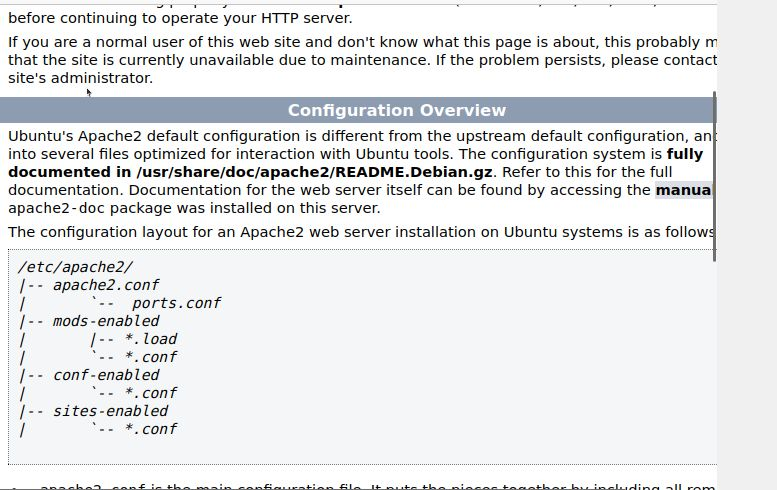 before continuing to operate your HTTP server.
If you are a normal user of this web site and don't know what this page is about, this probably
that the site is currently unavailable due to maintenance. If the problem persists, please contact
site's administrator.
Configuration Overview
Ubuntu's Apache2 default configuration is different from the upstream default configuration, and
into several files optimized for interaction with Ubuntu tools. The configuration system is fully
documented in /usr/share/doc/apache2/README.Debian.gz. Refer to this for the full
documentation. Documentation for the web server itself can be found by accessing the manual
apache2-doc package was installed on this server.
The configuration layout for an Apache2 web server installation on Ubuntu systems is as follows
/etc/apache2/
|-- apache2.conf
|       `--  ports.conf
|-- mods-enabled
|       |-- *.load
|       `-- *.conf
|-- conf-enabled
|       `-- *.conf
|-- sites-enabled
|       `-- *.conf
apache2.conf is the main configuration file. It puts the pieces together by including all